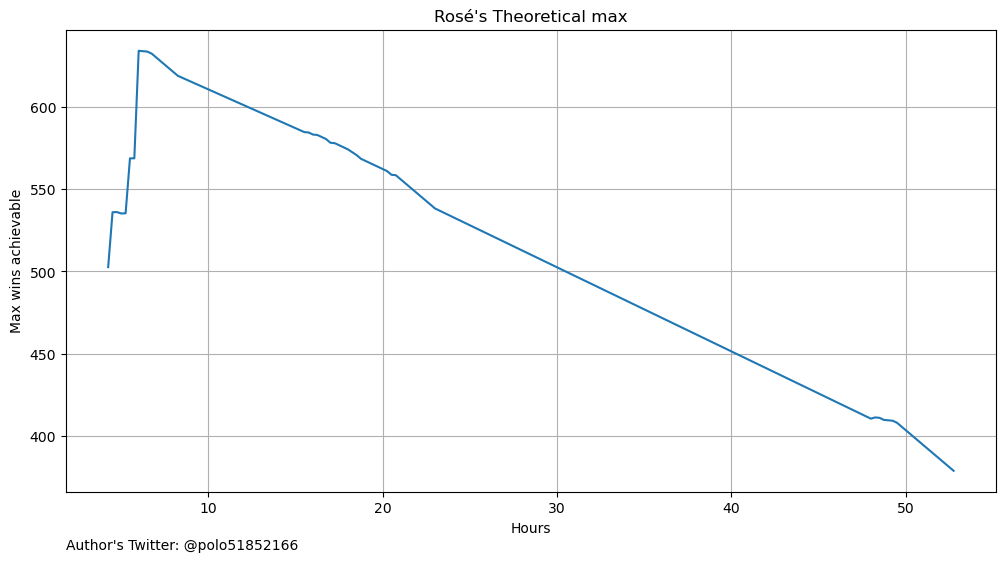 Rosé's Theoretical max
Max wins achievable
600
550
500
450
400
10 20 30 40 50
Hours
Author's Twitter: @polo51852166